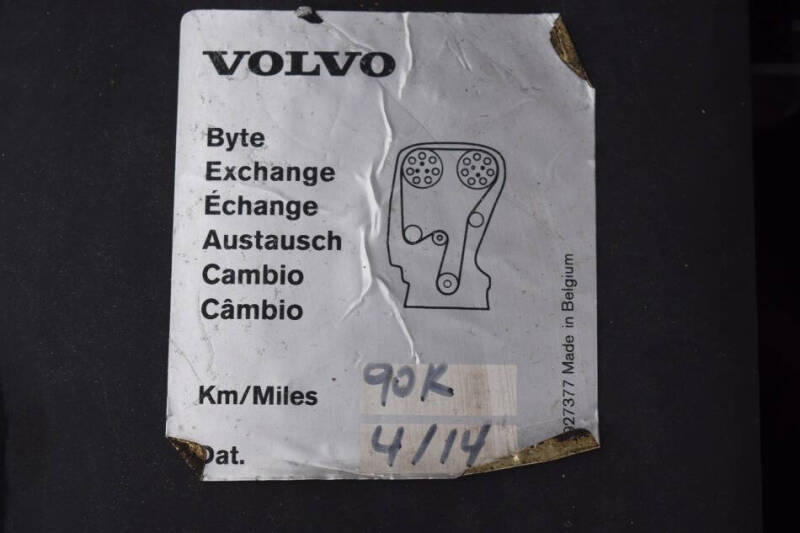 VOLVO
Byte
Exchange
Échange
Austausch
Cambio
Câmbio
Km/Miles 90K
Dat. 4/14
927377 Made in Belgium